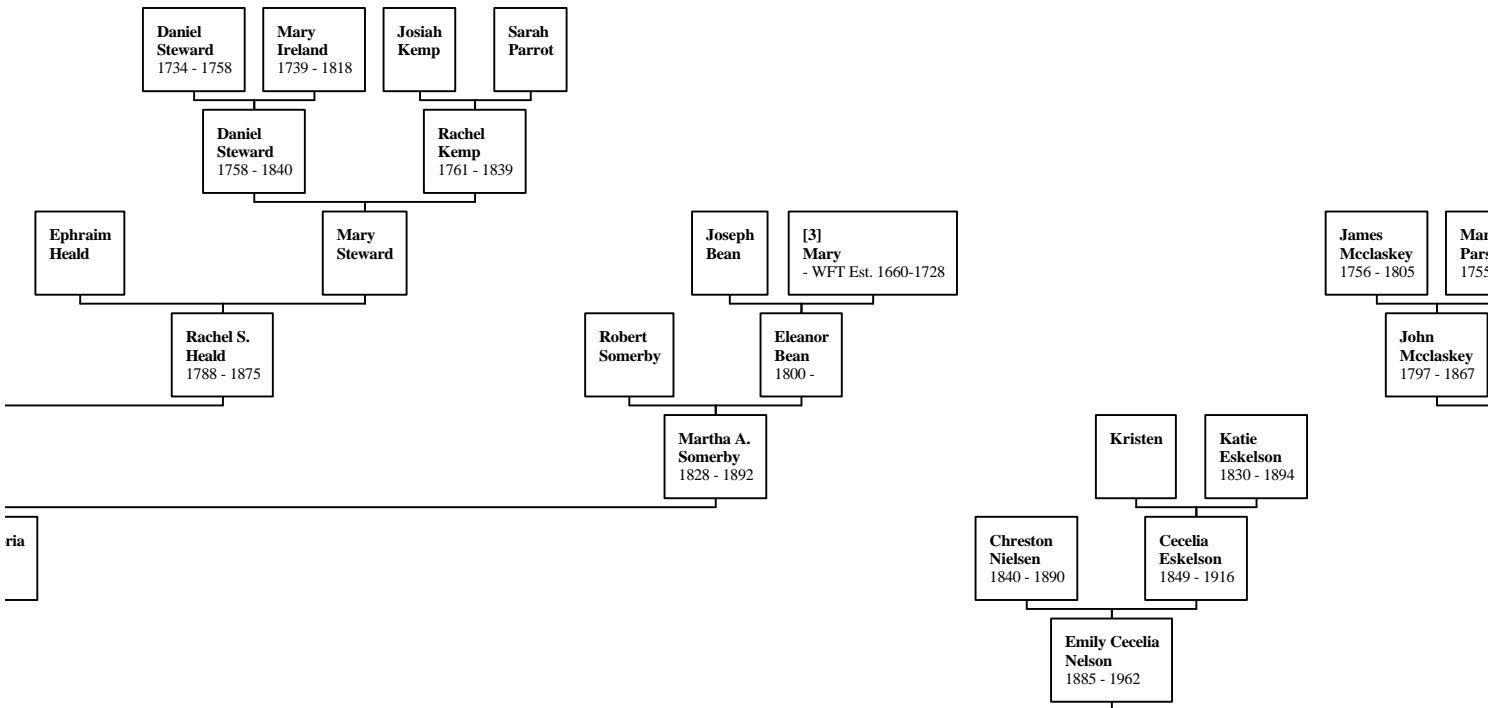 Daniel
Steward
1734 - 1758
Mary
Ireland
1739 - 1818
Josiah
Kemp
Sarah
Parrot
Daniel
Steward
1758 - 1840
Rachel
Kemp
1761 - 1839
Ephraim
Heald
Mary
Steward
Joseph
Bean
[3]
Mary
- WFT Est. 1660-1728
James
Mcclaskey
1756 - 1805
Mar
Pars
1755
Rachel S.
Heald
1788 - 1875
Robert
Somerby
Eleanor
Bean
1800 -
John
Mcclaskey
1797 - 1867
Martha A.
Somerby
1828 - 1892
Kristen
Katie
Eskelson
1830 - 1894
ria
Chreston
Nielsen
1840 - 1890
Cecelia
Eskelson
1849 - 1916
Emily Cecelia
Nelson
1885 - 1962